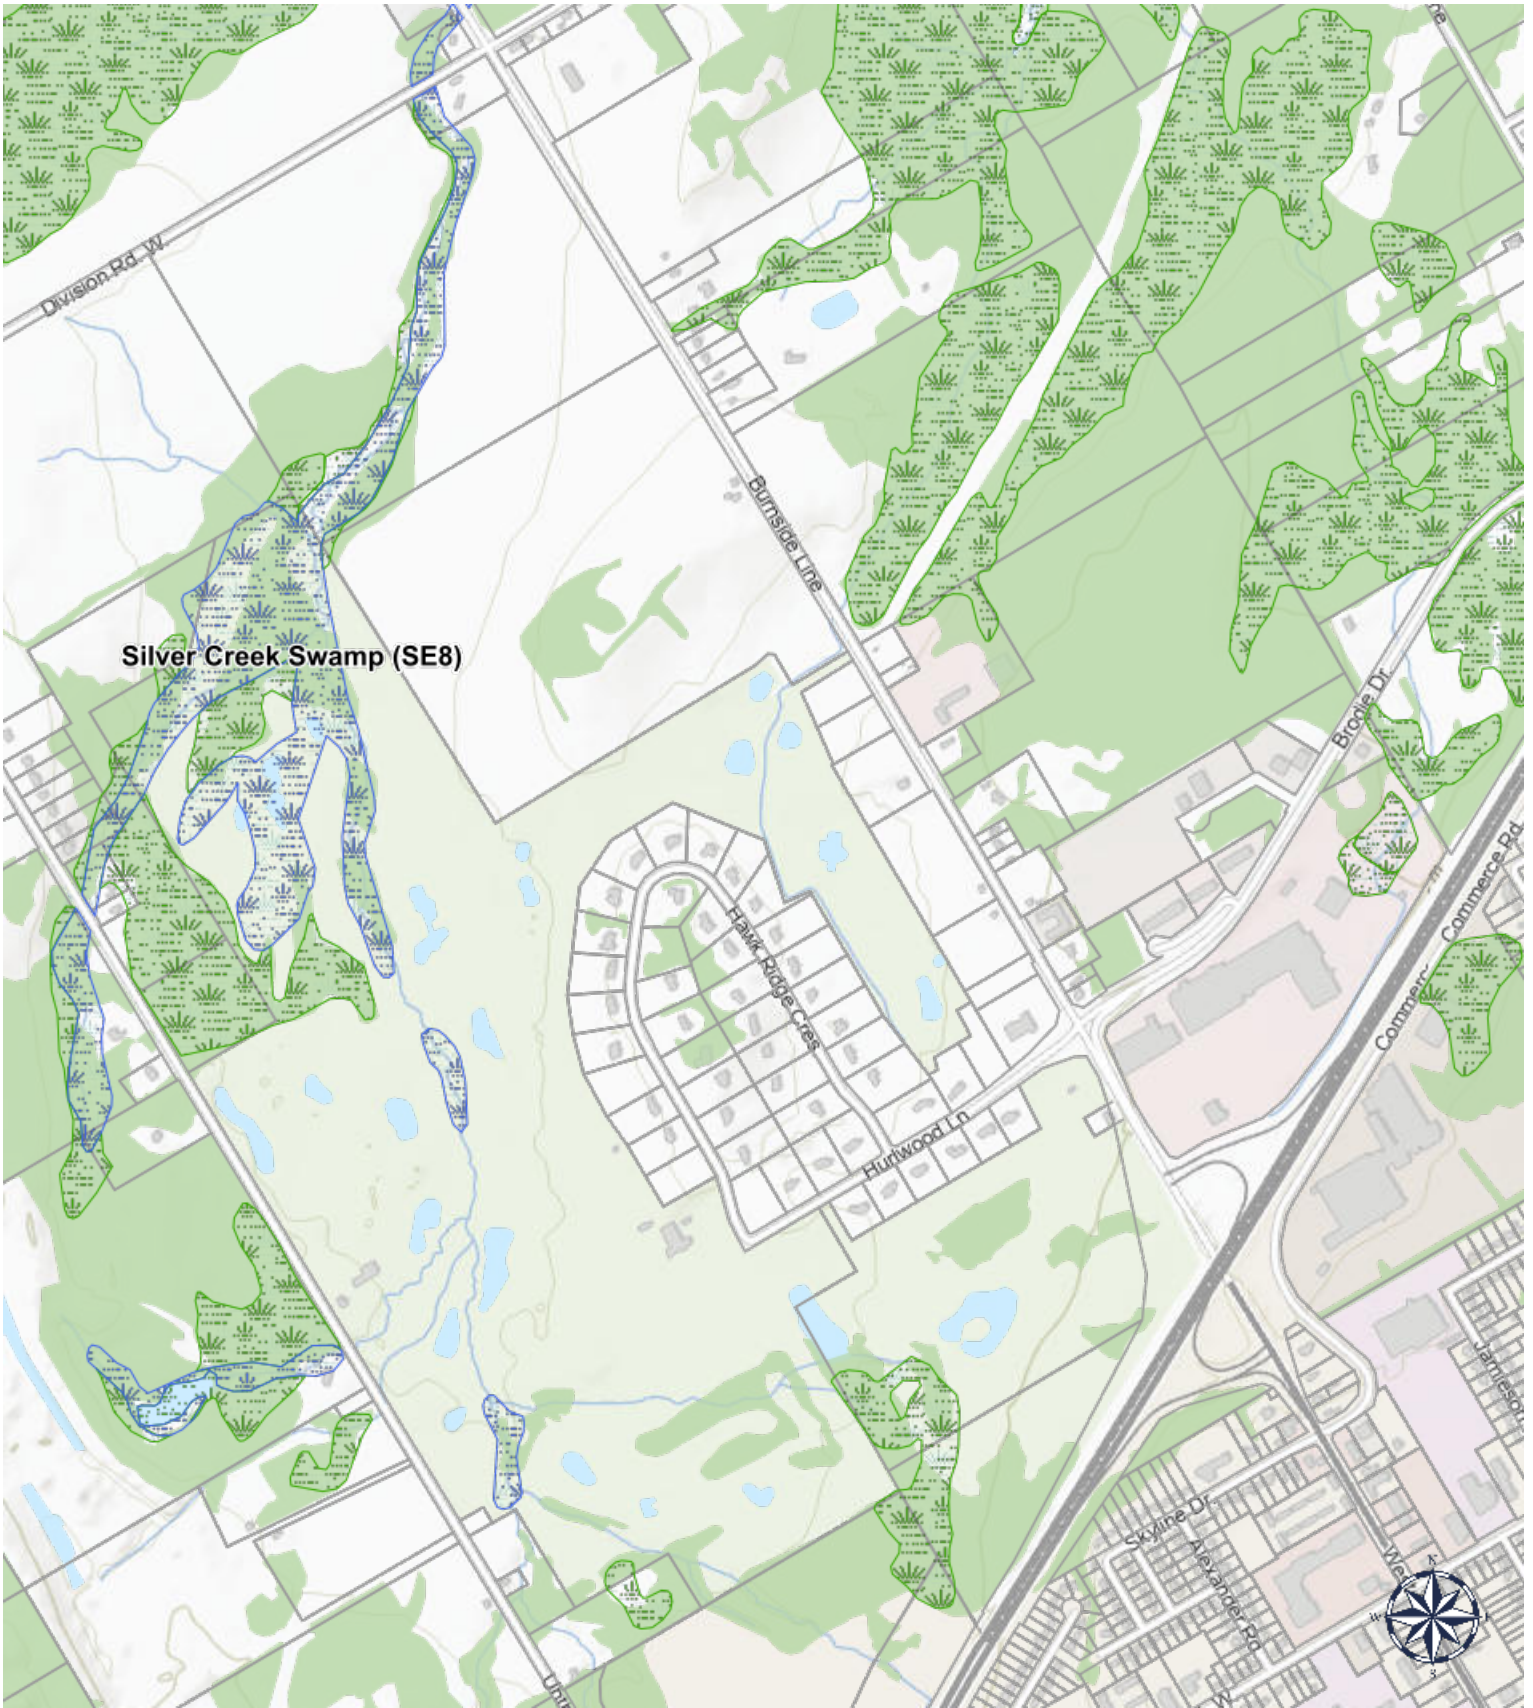 Division Rd. W.
Burnside Line
Silver Creek Swamp (SE8)
Brodie Dr.
Commerce Rd.
Hawk Ridge Cres
Hurlwood Ln
Jamieson
Skyline Dr.
Alexander Rd
W
N
W
E
S